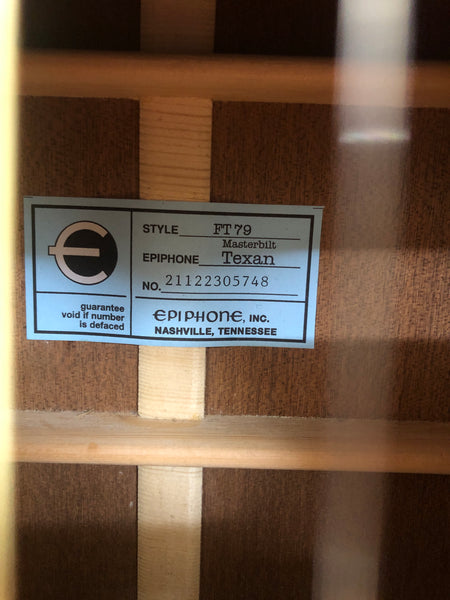 STYLE FT79
Masterbilt
EPIPHONE Texan
NO. 21122305748
guarantee
void if number
is defaced
EPIPHONE, INC.
NASHVILLE, TENNESSEE